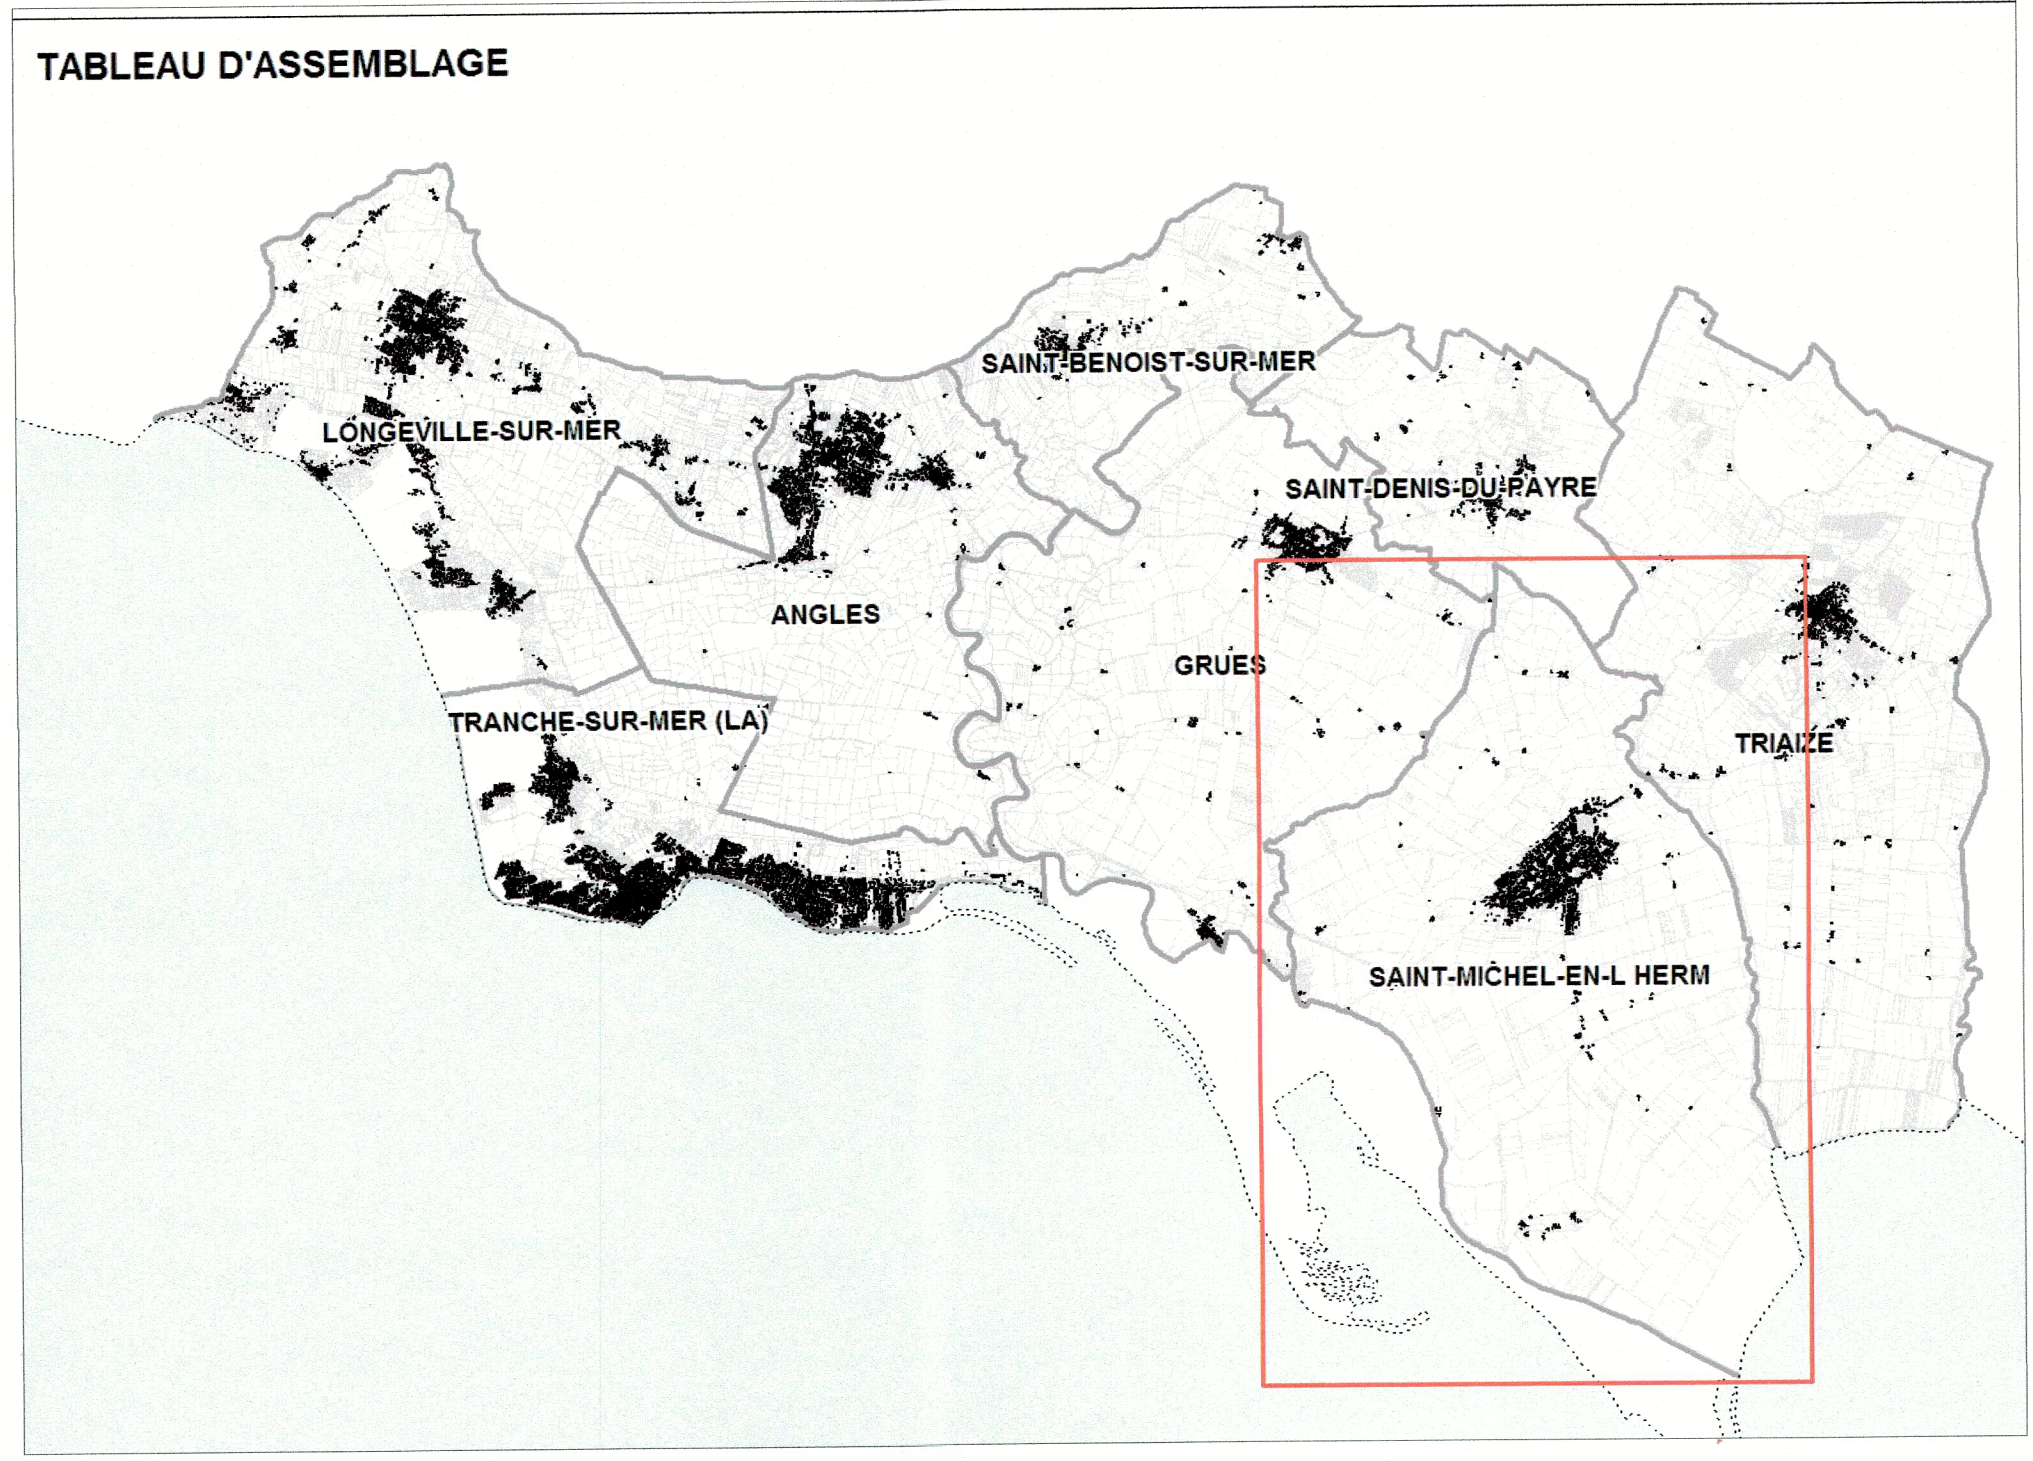 TABLEAU D'ASSEMBLAGE
SAINT-BENOIST-SUR-MER
LONGEVILLE-SUR-MER
SAINT-DENIS-DU-PAYRE
ANGLES
GRUES
TRANCHE-SUR-MER (LA)
TRIAIZE
SAINT-MICHEL-EN-L HERM